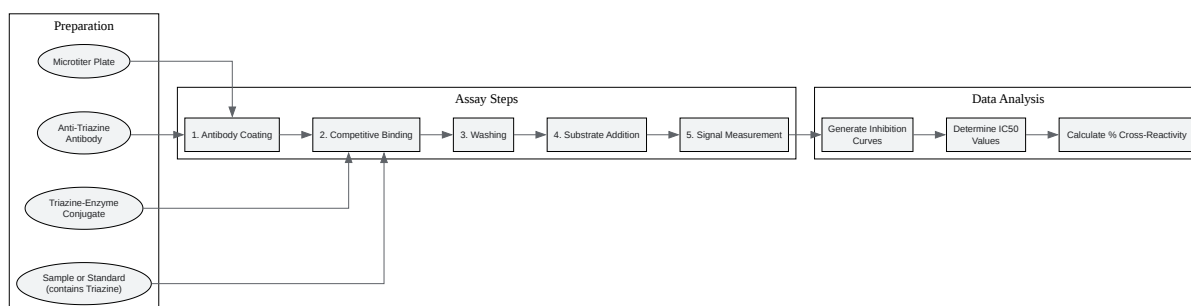 Preparation
Microtiter Plate
Anti-Triazine
Antibody
Triazine-Enzyme
Conjugate
Sample or Standard
(contains Triazine)
Assay Steps
1. Antibody Coating
2. Competitive Binding
3. Washing
4. Substrate Addition
5. Signal Measurement
Data Analysis
Generate Inhibition
Curves
Determine IC50
Values
Calculate % Cross-Reactivity